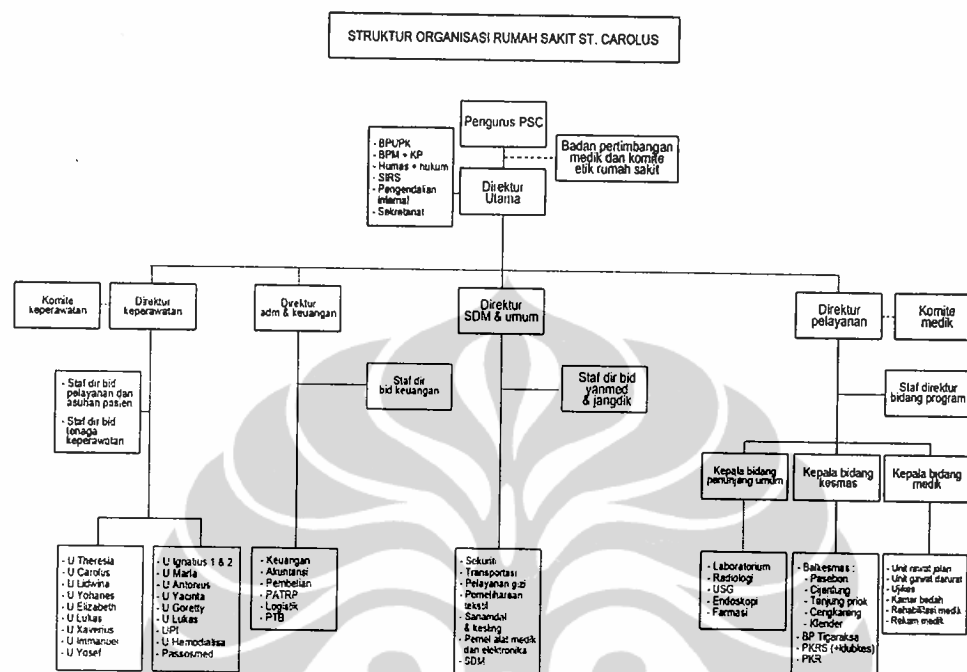 STRUKTUR ORGANISASI RUMAH SAKIT ST. CAROLUS
Pengurus PSC
- BPUPK
- BPM + KP
- Humas + hukum
- SIRS
- Pengendalian
internal
- Sekretariat
Badan pertimbangan
medik dan komite
etik rumah sakit
Direktur
Utama
Komite
keperawatan
Direktur
keperawatan
Direktur
adm & keuangan
Direktur
SDM & umum
Direktur
pelayanan
Komite
medik
- Staf dir bid
pelayanan dan
asuhan pasien
- Staf dir bid
tenaga
keperawatan
Staf dir
bid keuangan
Staf dir bid
yanmed
& jangdik
Staf direktur
bidang program
Kepala bidang
penunjang umum
Kepala bidang
kesmas
Kepala bidang
medik
- U Theresia
- U Carolus
- U Lidwina
- U Yohanes
- U Elizabeth
- U Lukas
- U Xaverius
- U Immanuel
- U Yosef
- U Ignatius 1 & 2
- U Maria
- U Antonius
- U Yacinta
- U Goretty
- U Lukas
- UPI
- U Hemodialisa
- Passosmed
- Keuangan
- Akuntansi
- Pembelian
- PATRP
- Logistik
- PTB
- Sekuriti
- Transportasi
- Pelayanan gizi
- Pemeliharaan
tekstil
- Sanamdal
& kesling
- Pemel alat medik
dan elektronika
- SDM
- Laboratorium
- Radiologi
- USG
- Endoskopi
- Farmasi
- Balkesmas :
- Paseban
- Cijantung
- Tanjung priok
- Cengkareng
- Klender
- BP Tigaraksa
- PKRS (+klubkes)
- PKR
- Unit rawat jalan
- Unit gawat darurat
- Ujikes
- Kamar bedah
- Rehabilitasi medik
- Rekam medik